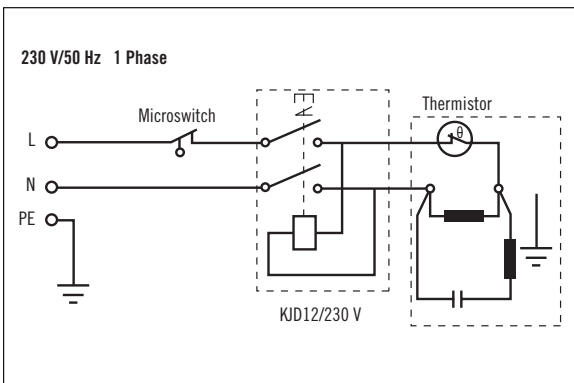 230 V/50 Hz 1 Phase
Thermistor
Microswitch
θ
L
N
PE
KJD12/230 V